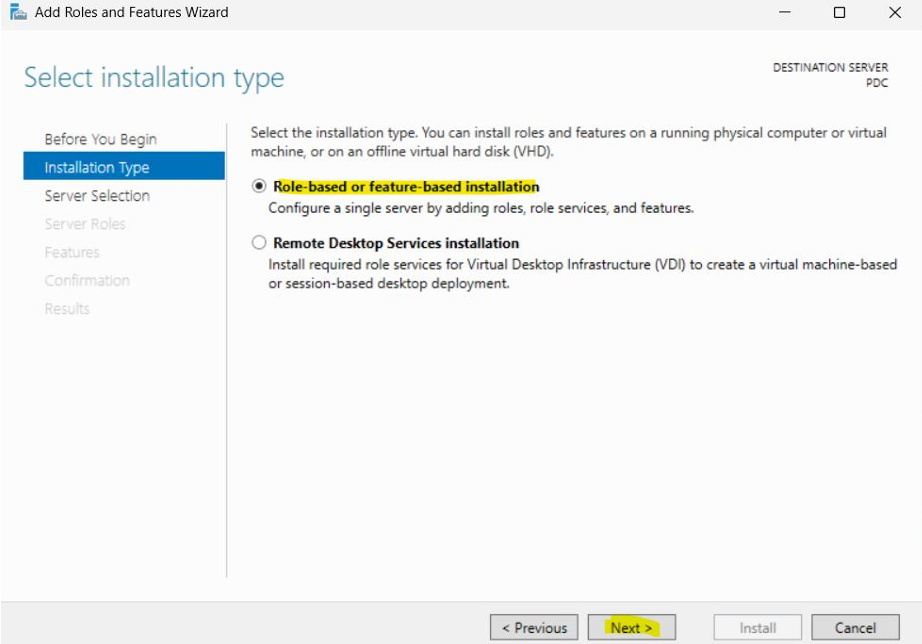 Add Roles and Features Wizard
Select installation type
DESTINATION SERVER
PDC
Before You Begin
Installation Type
Server Selection
Server Roles
Features
Confirmation
Results
Select the installation type. You can install roles and features on a running physical computer or virtual
machine, or on an offline virtual hard disk (VHD).
Role-based or feature-based installation
Configure a single server by adding roles, role services, and features.
Remote Desktop Services installation
Install required role services for Virtual Desktop Infrastructure (VDI) to create a virtual machine-based
or session-based desktop deployment.
< Previous
Next >
Install
Cancel